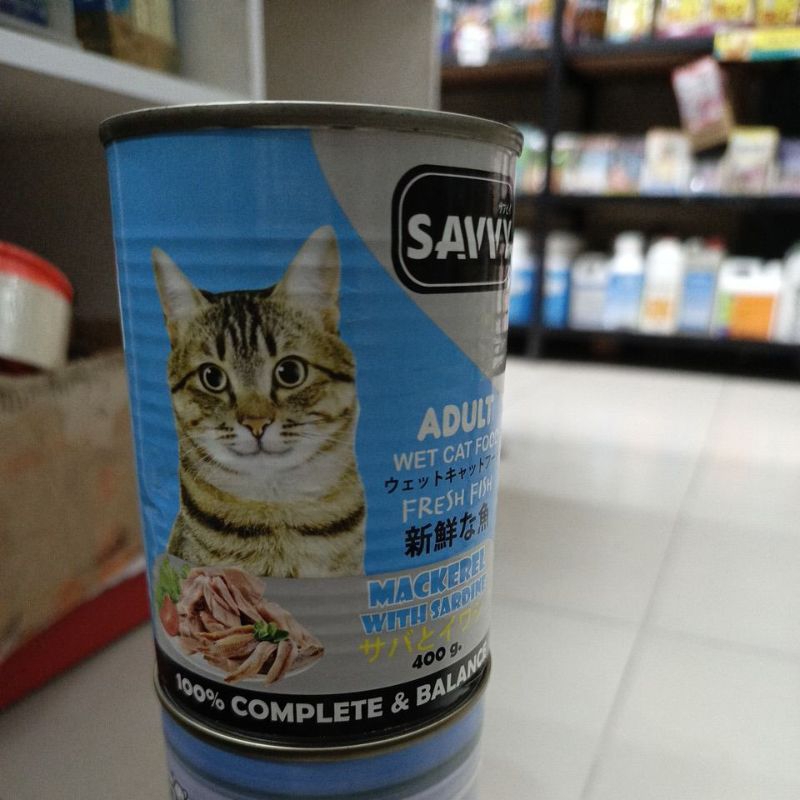 SAVVY
ADULT
WET CAT FOOD
ウェットキャットフー
FRESH FISH
新鮮な魚
MACKEREL
WITH SARDINE
サバとイワシ
400 g.
100% COMPLETE & BALANCE